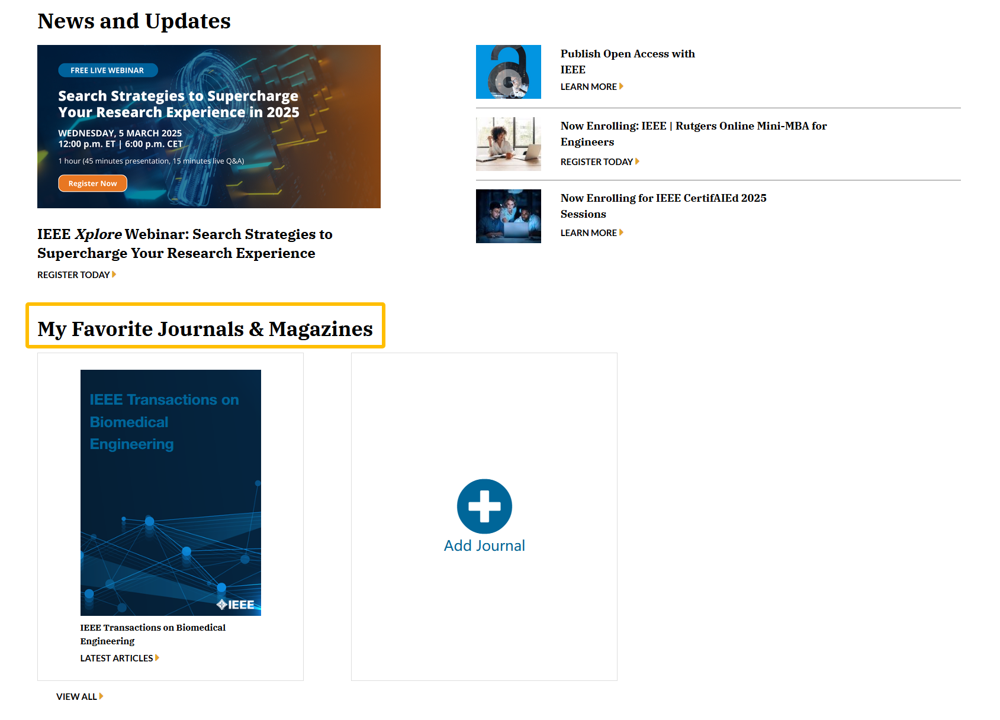 News and Updates
FREE LIVE WEBINAR
Search Strategies to Supercharge
Your Research Experience in 2025
WEDNESDAY, 5 MARCH 2025
12:00 p.m. ET | 6:00 p.m. CET
1 hour (45 minutes presentation, 15 minutes live Q&A)
Register Now
IEEE Xplore Webinar: Search Strategies to
Supercharge Your Research Experience
REGISTER TODAY
Publish Open Access with
IEEE
LEARN MORE
Now Enrolling: IEEE | Rutgers Online Mini-MBA for
Engineers
REGISTER TODAY
Now Enrolling for IEEE CertifAIEd 2025
Sessions
LEARN MORE
My Favorite Journals & Magazines
IEEE Transactions on
Biomedical
Engineering
IEEE
IEEE Transactions on Biomedical
Engineering
LATEST ARTICLES
Add Journal
VIEW ALL